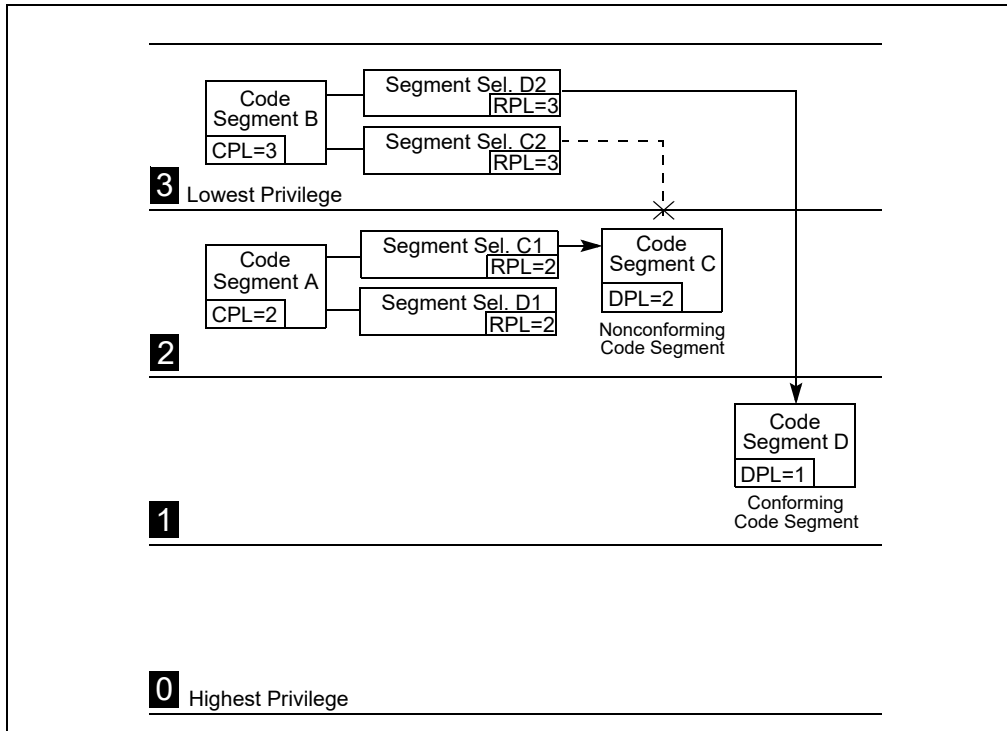 Code
Segment B
CPL=3
Segment Sel. D2
RPL=3
Segment Sel. C2
RPL=3
3 Lowest Privilege
Code
Segment A
CPL=2
Segment Sel. C1
RPL=2
Segment Sel. D1
RPL=2
Code
Segment C
DPL=2
Nonconforming
Code Segment
2
Code
Segment D
DPL=1
Conforming
Code Segment
1
0 Highest Privilege